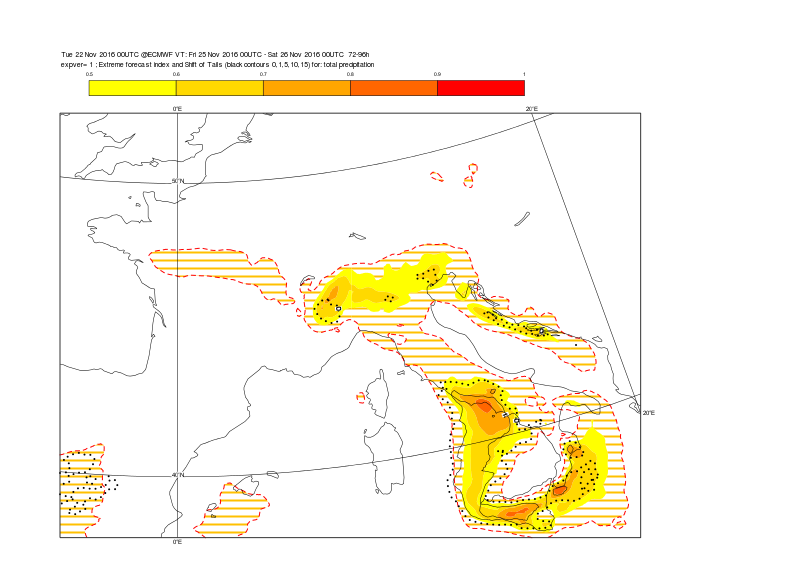 Tue 22 Nov 2016 00UTC @ECMWF VT: Fri 25 Nov 2016 00UTC - Sat 26 Nov 2016 00UTC 72-96h
expver= 1 ; Extreme forecast index and Shift of Tails (black contours 0,1,5,10,15) for: total precipitation
0.5 0.6 0.7 0.8 0.9 1
0°E 20°E
50°N
20°E
40°N
0°E